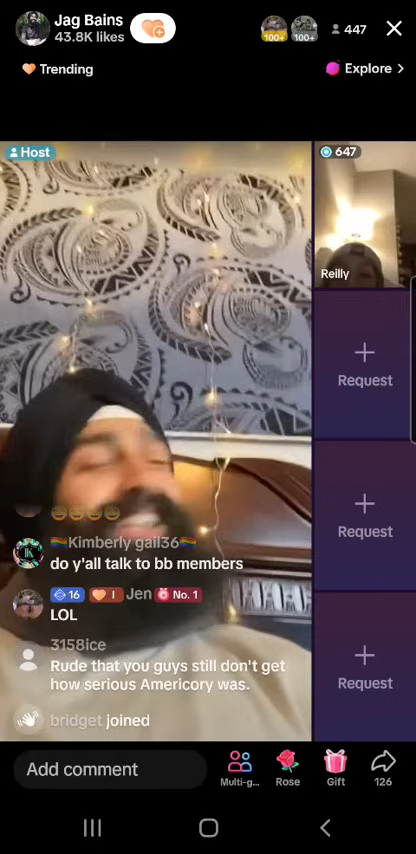 Jag Bains
43.8K likes
100+
100+
447
Trending
Explore >
Host
647
Reilly
+
Request
+
Request
+
Request
🏳️‍🌈Kimberly gail36🏳️‍🌈
do y'all talk to bb members
16 I Jen No. 1
LOL
3158ice
Rude that you guys still don't get
how serious Americory was.
bridget joined
Add comment
Multi-g...
Rose
Gift
126